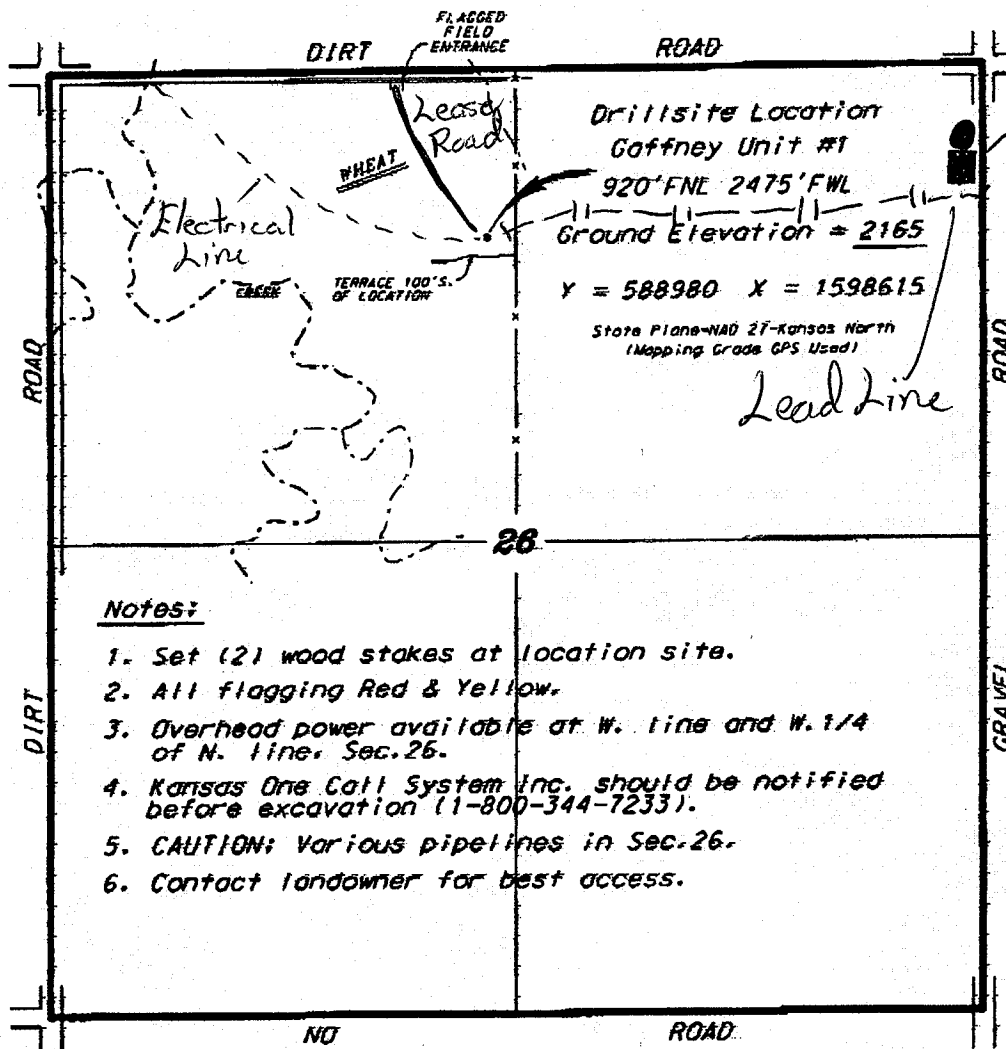 FLAGGED
FIELD
ENTRANCE
DIRT
ROAD
Lease
Road
WHEAT
Drillsite Location
Gaffney Unit #1
920'FNL 2475'FWL
Ground Elevation = 2165
Y = 588980 X = 1598615
State Plane-NAD 27-Kansas North
(Mapping Grade GPS Used)
Electrical
Line
CREEK
TERRACE 100'S.
OF LOCATION
Lead Line
ROAD
ROAD
26
Notes:
1. Set (2) wood stakes at location site.
2. All flagging Red & Yellow.
3. Overhead power available at W. line and W.1/4
of N. line, Sec.26.
4. Kansas One Call System Inc. should be notified
before excavation (1-800-344-7233).
5. CAUTION: Various pipelines in Sec.26.
6. Contact landowner for best access.
DIRT
GRAVEL
NO
ROAD